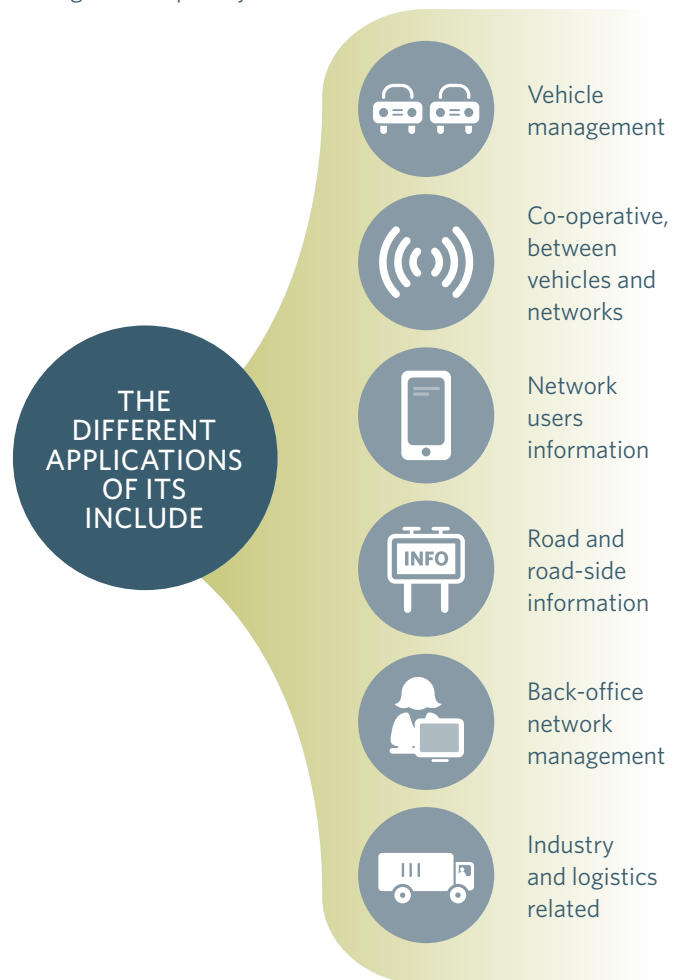 THE
DIFFERENT
APPLICATIONS
OF ITS
INCLUDE
Vehicle
management
Co-operative,
between
vehicles and
networks
Network
users
information
INFO
Road and
road-side
information
Back-office
network
management
Industry
and logistics
related